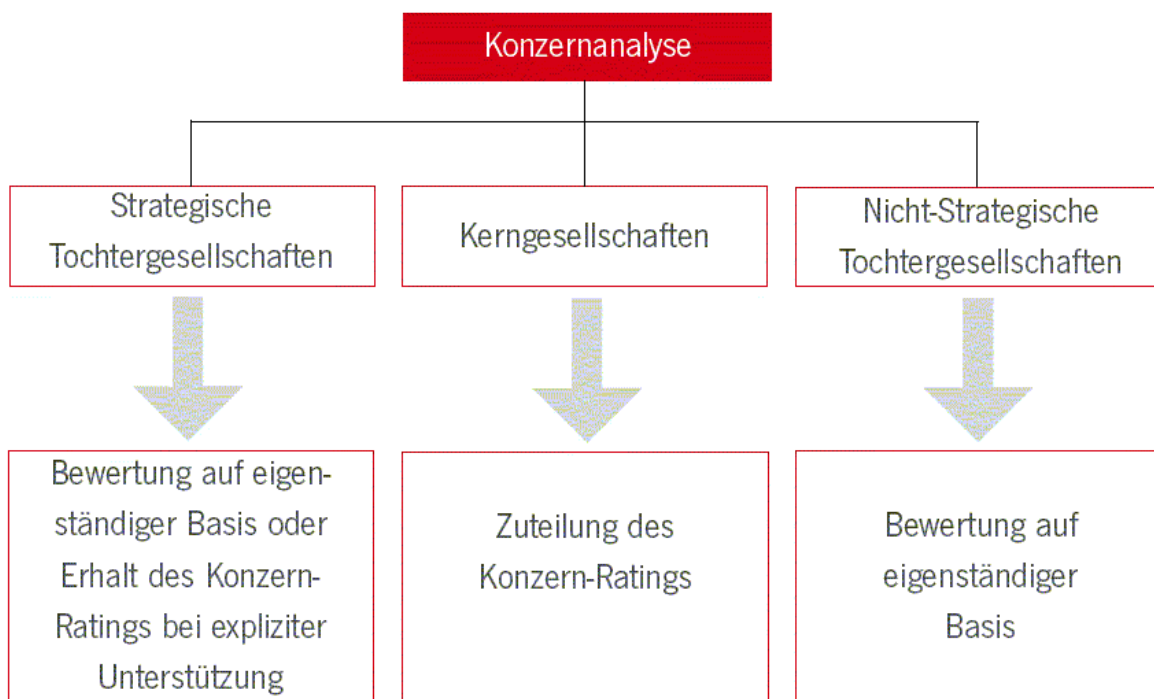 Konzernanalyse
Strategische
Tochtergesellschaften
Kerngesellschaften
Nicht-Strategische
Tochtergesellschaften
Bewertung auf eigen-
ständiger Basis oder
Erhalt des Konzern-
Ratings bei expliziter
Unterstützung
Zuteilung des
Konzern-Ratings
Bewertung auf
eigenständiger
Basis